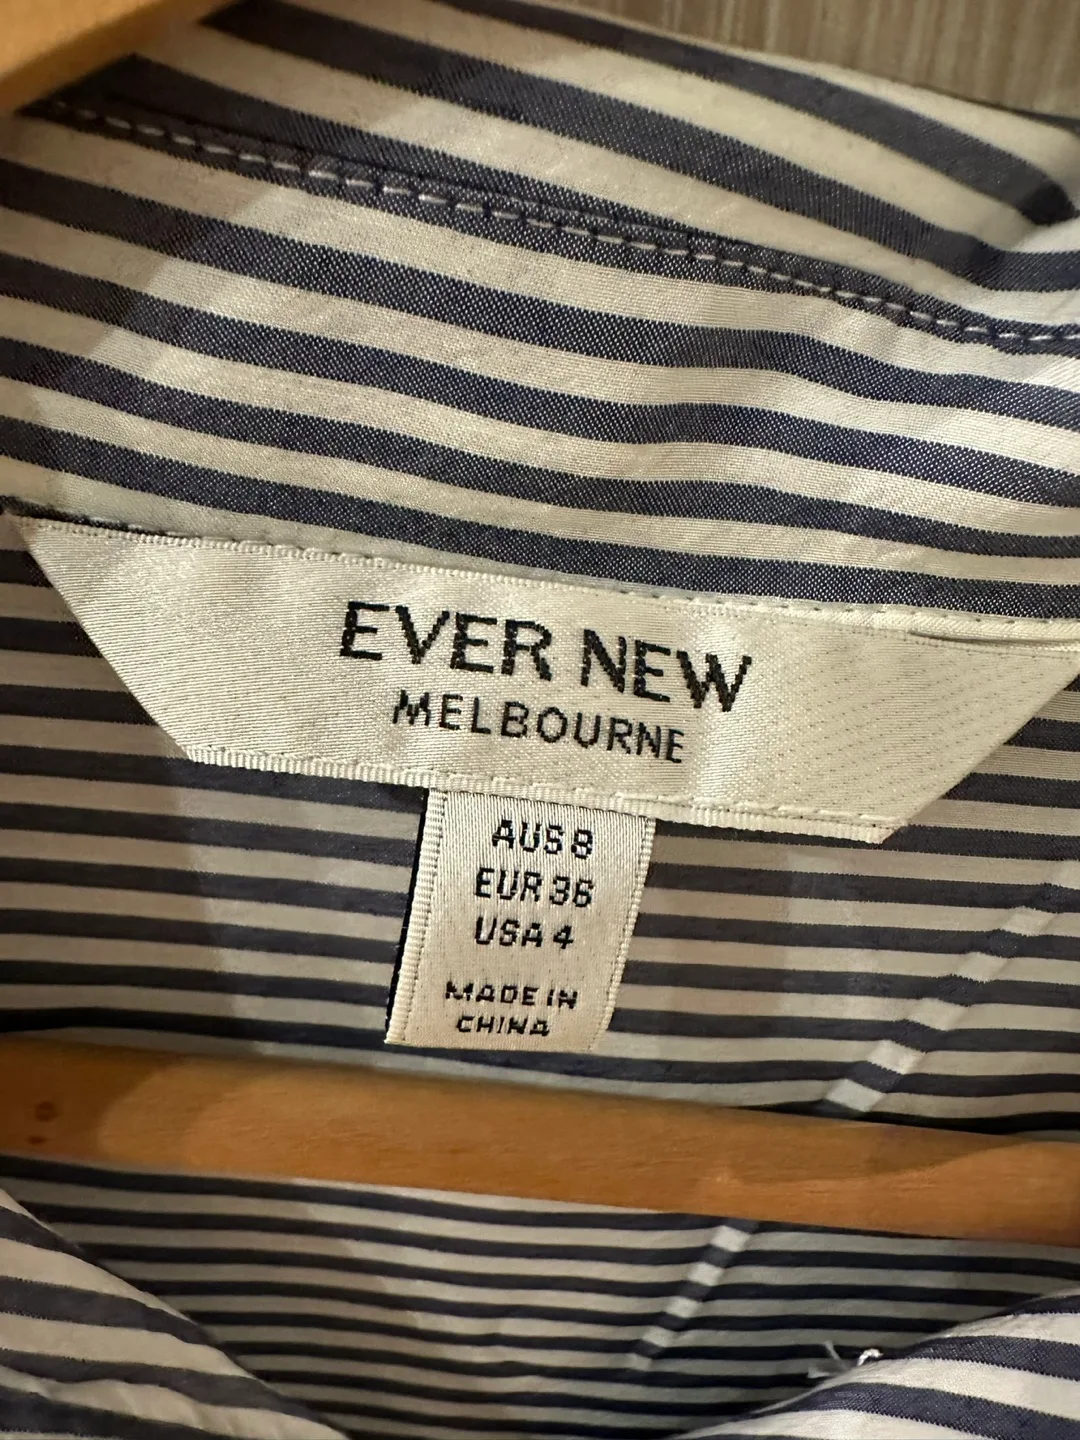 EVER NEW
MELBOURNE
AUS 8
EUR 36
USA 4
MADE IN
CHINA